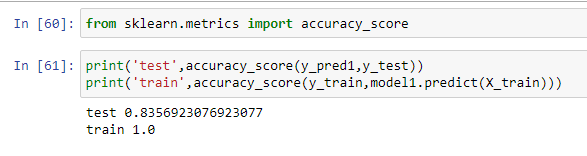 In [60]: from sklearn.metrics import accuracy_score
In [61]: print('test',accuracy_score(y_pred1,y_test))
print('train',accuracy_score(y_train,model1.predict(X_train)))
test 0.8356923076923077
train 1.0